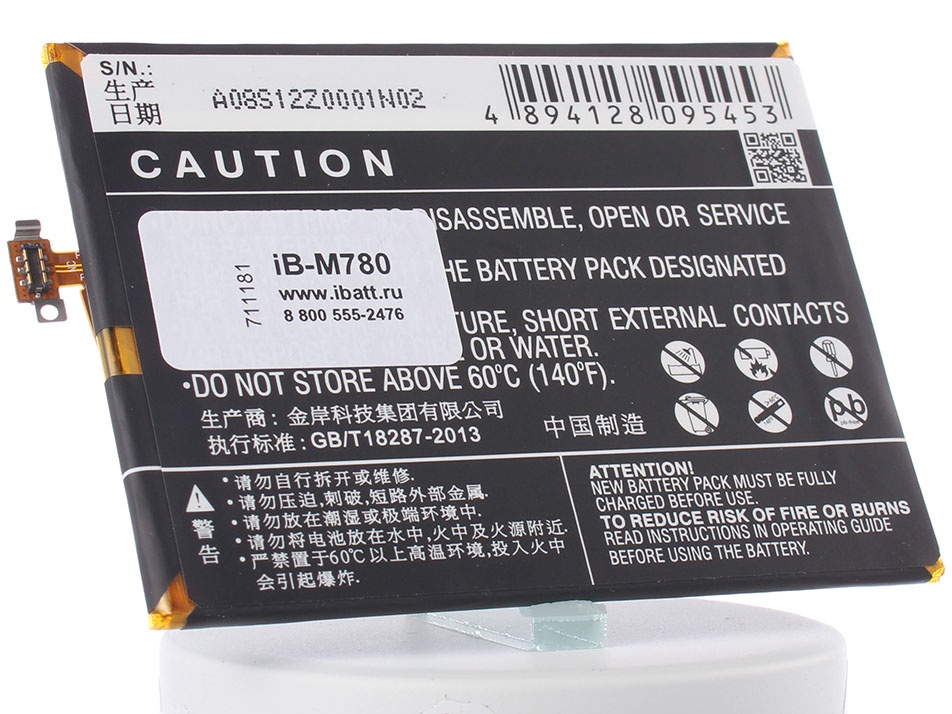 S/N.:
生产
日期
A08S12Z0001N02
4 894128 095453
CAUTION
DISASSEMBLE, OPEN OR SERVICE
THE BATTERY PACK DESIGNATED
SHORT EXTERNAL CONTACTS
OR WATER.
·DO NOT STORE ABOVE 60°C (140°F).
711181
iB-M780
www.ibatt.ru
8 800 555-2476
生产商: 金岸科技集团有限公司
执行标准: GB/T18287-2013
中国制造
Pb
pb-free
警告
·请勿自行拆开或维修.
·请勿压迫,刺破,短路外部金属.
·请勿放在潮湿或极端环境中.
·请勿将电池放在水中,火中及火源附近.
·严禁置于60℃以上高温环境,投入火中
会引起爆炸.
ATTENTION!
NEW BATTERY PACK MUST BE FULLY
CHARGED BEFORE USE.
TO REDUCE RISK OF FIRE OR BURNS
READ INSTRUCTIONS IN OPERATING GUIDE
BEFORE USING THE BATTERY.